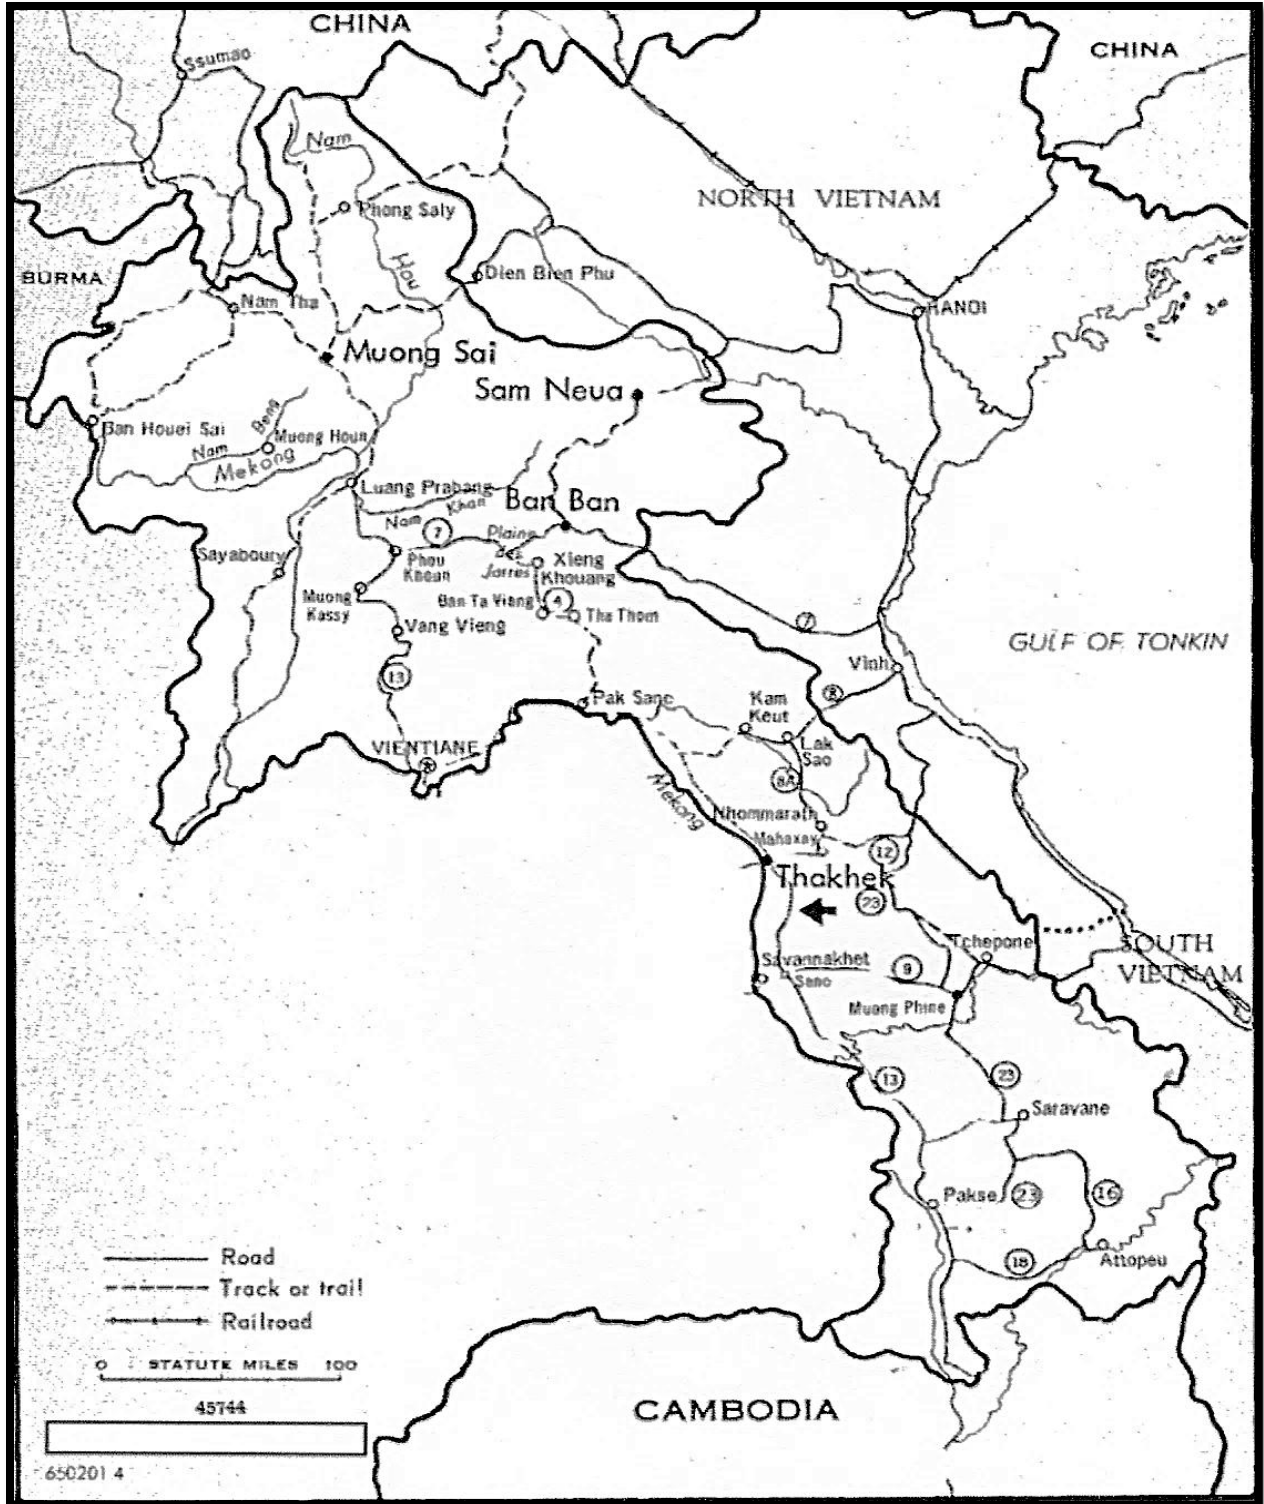 CHINA
CHINA
Ssumao
Nam
NORTH VIETNAM
Phong Saly
Hou
BURMA
Dien Bien Phu
Nam Tha
HANOI
Muong Sai
Sam Neua
Ban Houei Sai
Beng
Muong Houn
Nam
Mekong
Luang Prabang
Ban Ban
Nam Khan
7
Plaine
des
Jarres
Sayaboury
Phou
Khoun
Xieng
Khouang
Muong
Kassy
Ban Ta Viang
4
Tha Thom
7
Vang Vieng
GULF OF TONKIN
Vinh
13
8
Pak Sane
Kam
Keut
VIENTIANE
Lak
Sao
8A
Mekong
Nhommarath
Mahaxay
12
Thakhek
23
Tchepone
SOUTH
VIETNAM
Savannakhet
Seno
9
Muong Phine
13
23
Saravane
Pakse
23
16
18
Attopeu
Road
Track or trail
Railroad
0 STATUTE MILES 100
45744
CAMBODIA
650201 4